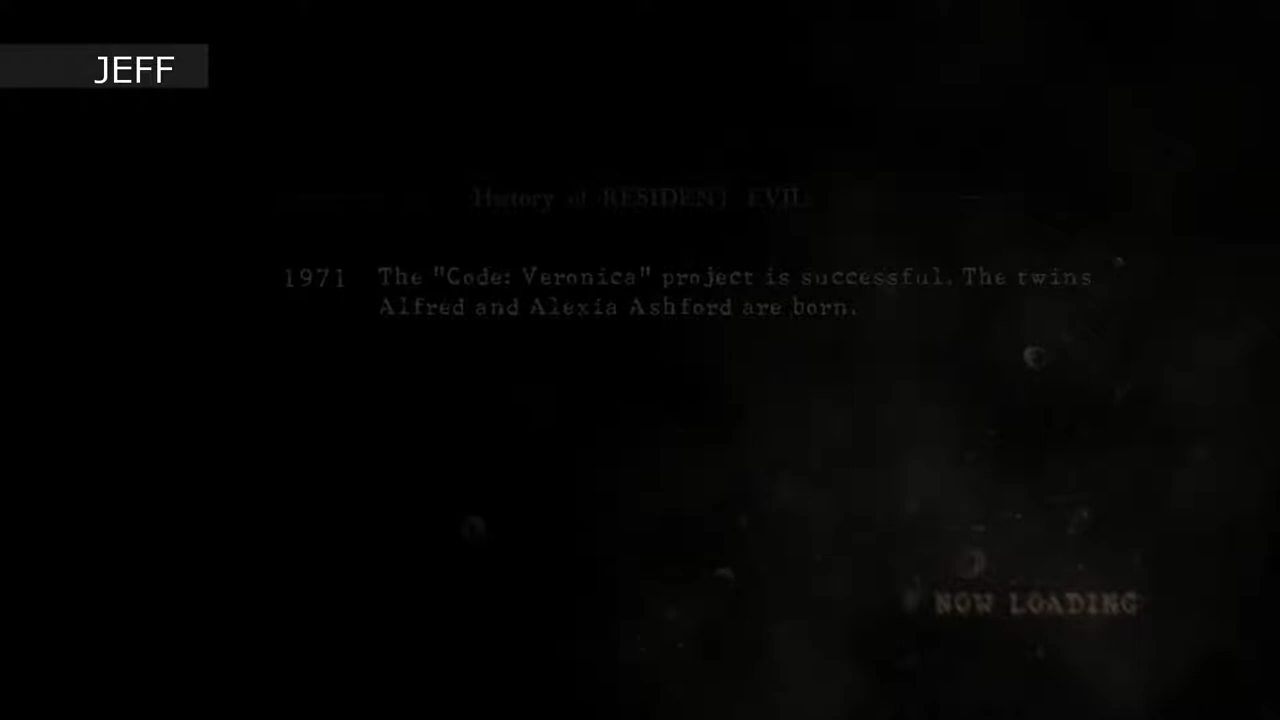 JEFF
History of RESIDENT EVIL
1971 The "Code: Veronica" project is successful. The twins
Alfred and Alexia Ashford are born.
NOW LOADING